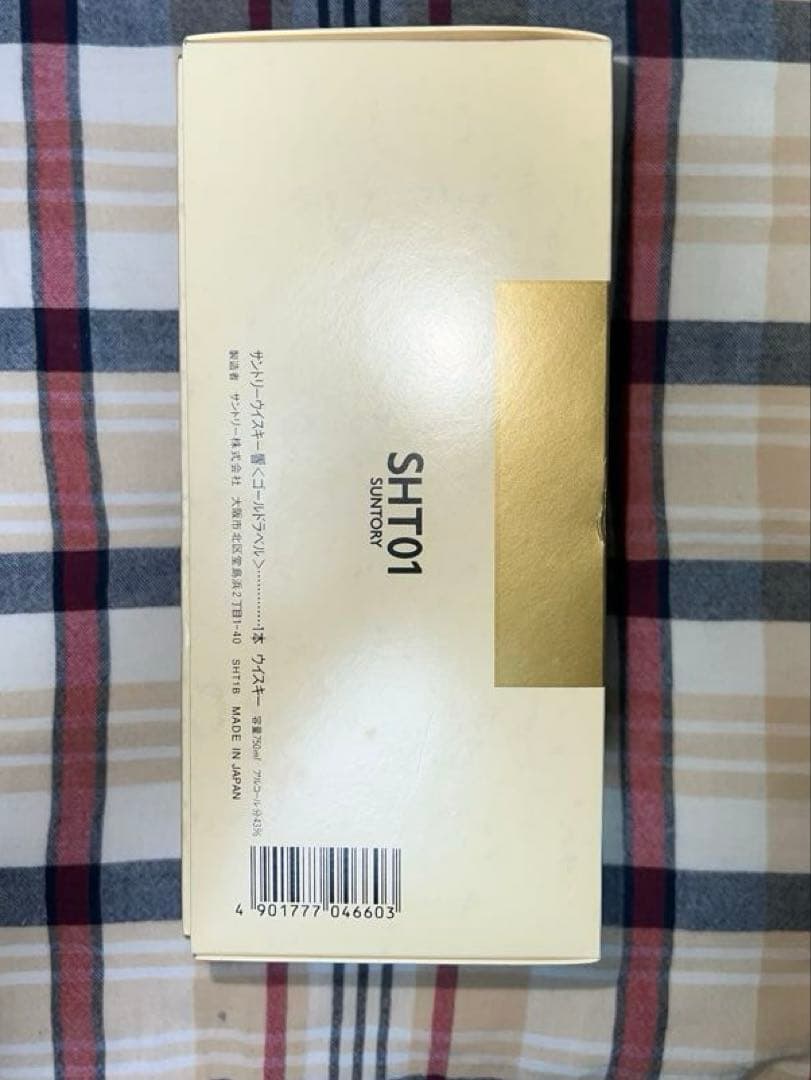 SHT01
SUNTORY
サントリーウイスキー 響〈ゴールドラベル〉……………1本 ウイスキー 容量750ml アルコール分43%
製造者 サントリー株式会社 大阪市北区堂島浜2丁目1-40 SHT1B MADE IN JAPAN
4 901777 046603